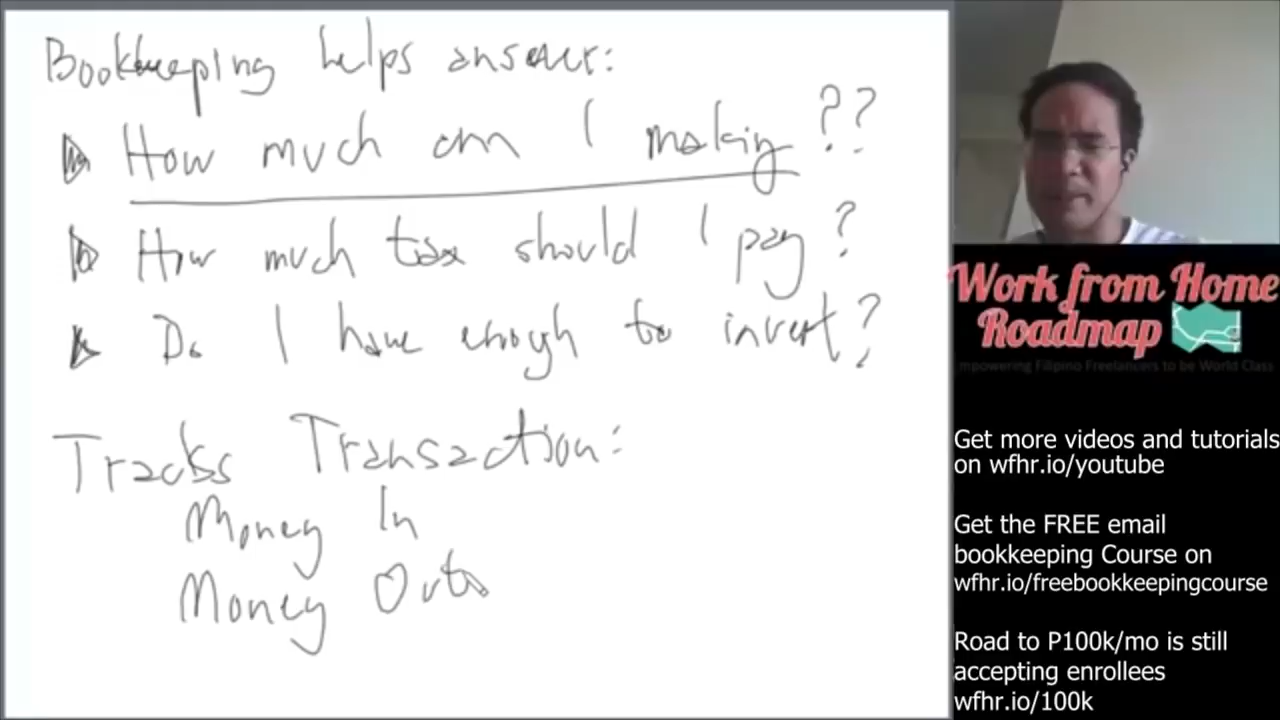 Bookkeeping helps answer:
How much am I making ??
How much tax should I pay ?
Do I have enough to invest ?
Tracks Transaction:
Money In
Money Out
Work from Home
Roadmap
mpowering Filipino Freelancers to be World Class
Get more videos and tutorials
on wfhr.io/youtube
Get the FREE email
bookkeeping Course on
wfhr.io/freebookkeepingcourse
Road to P100k/mo is still
accepting enrollees
wfhr.io/100k